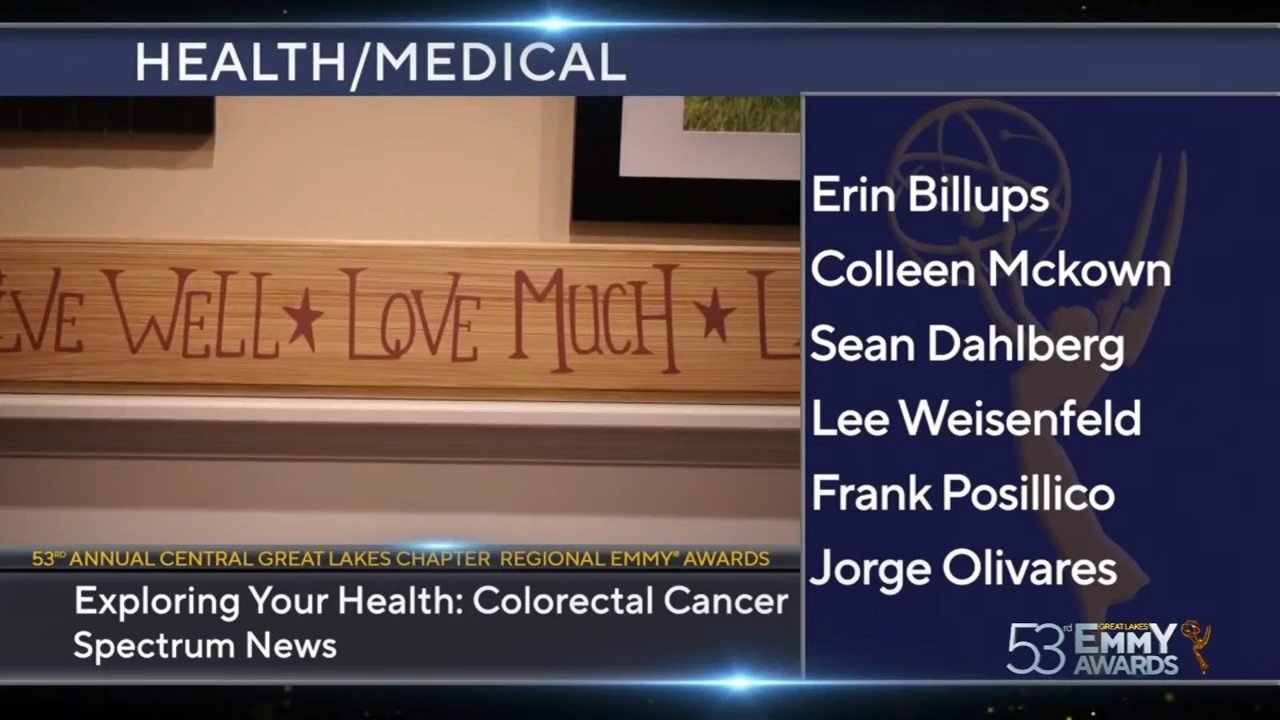 HEALTH/MEDICAL
WELL★LOVE MUCH★
Erin Billups
Colleen Mckown
Sean Dahlberg
Lee Weisenfeld
Frank Posillico
Jorge Olivares
53RD ANNUAL CENTRAL GREAT LAKES CHAPTER REGIONAL EMMY® AWARDS
Exploring Your Health: Colorectal Cancer
Spectrum News
53rd GREAT LAKES EMMY AWARDS